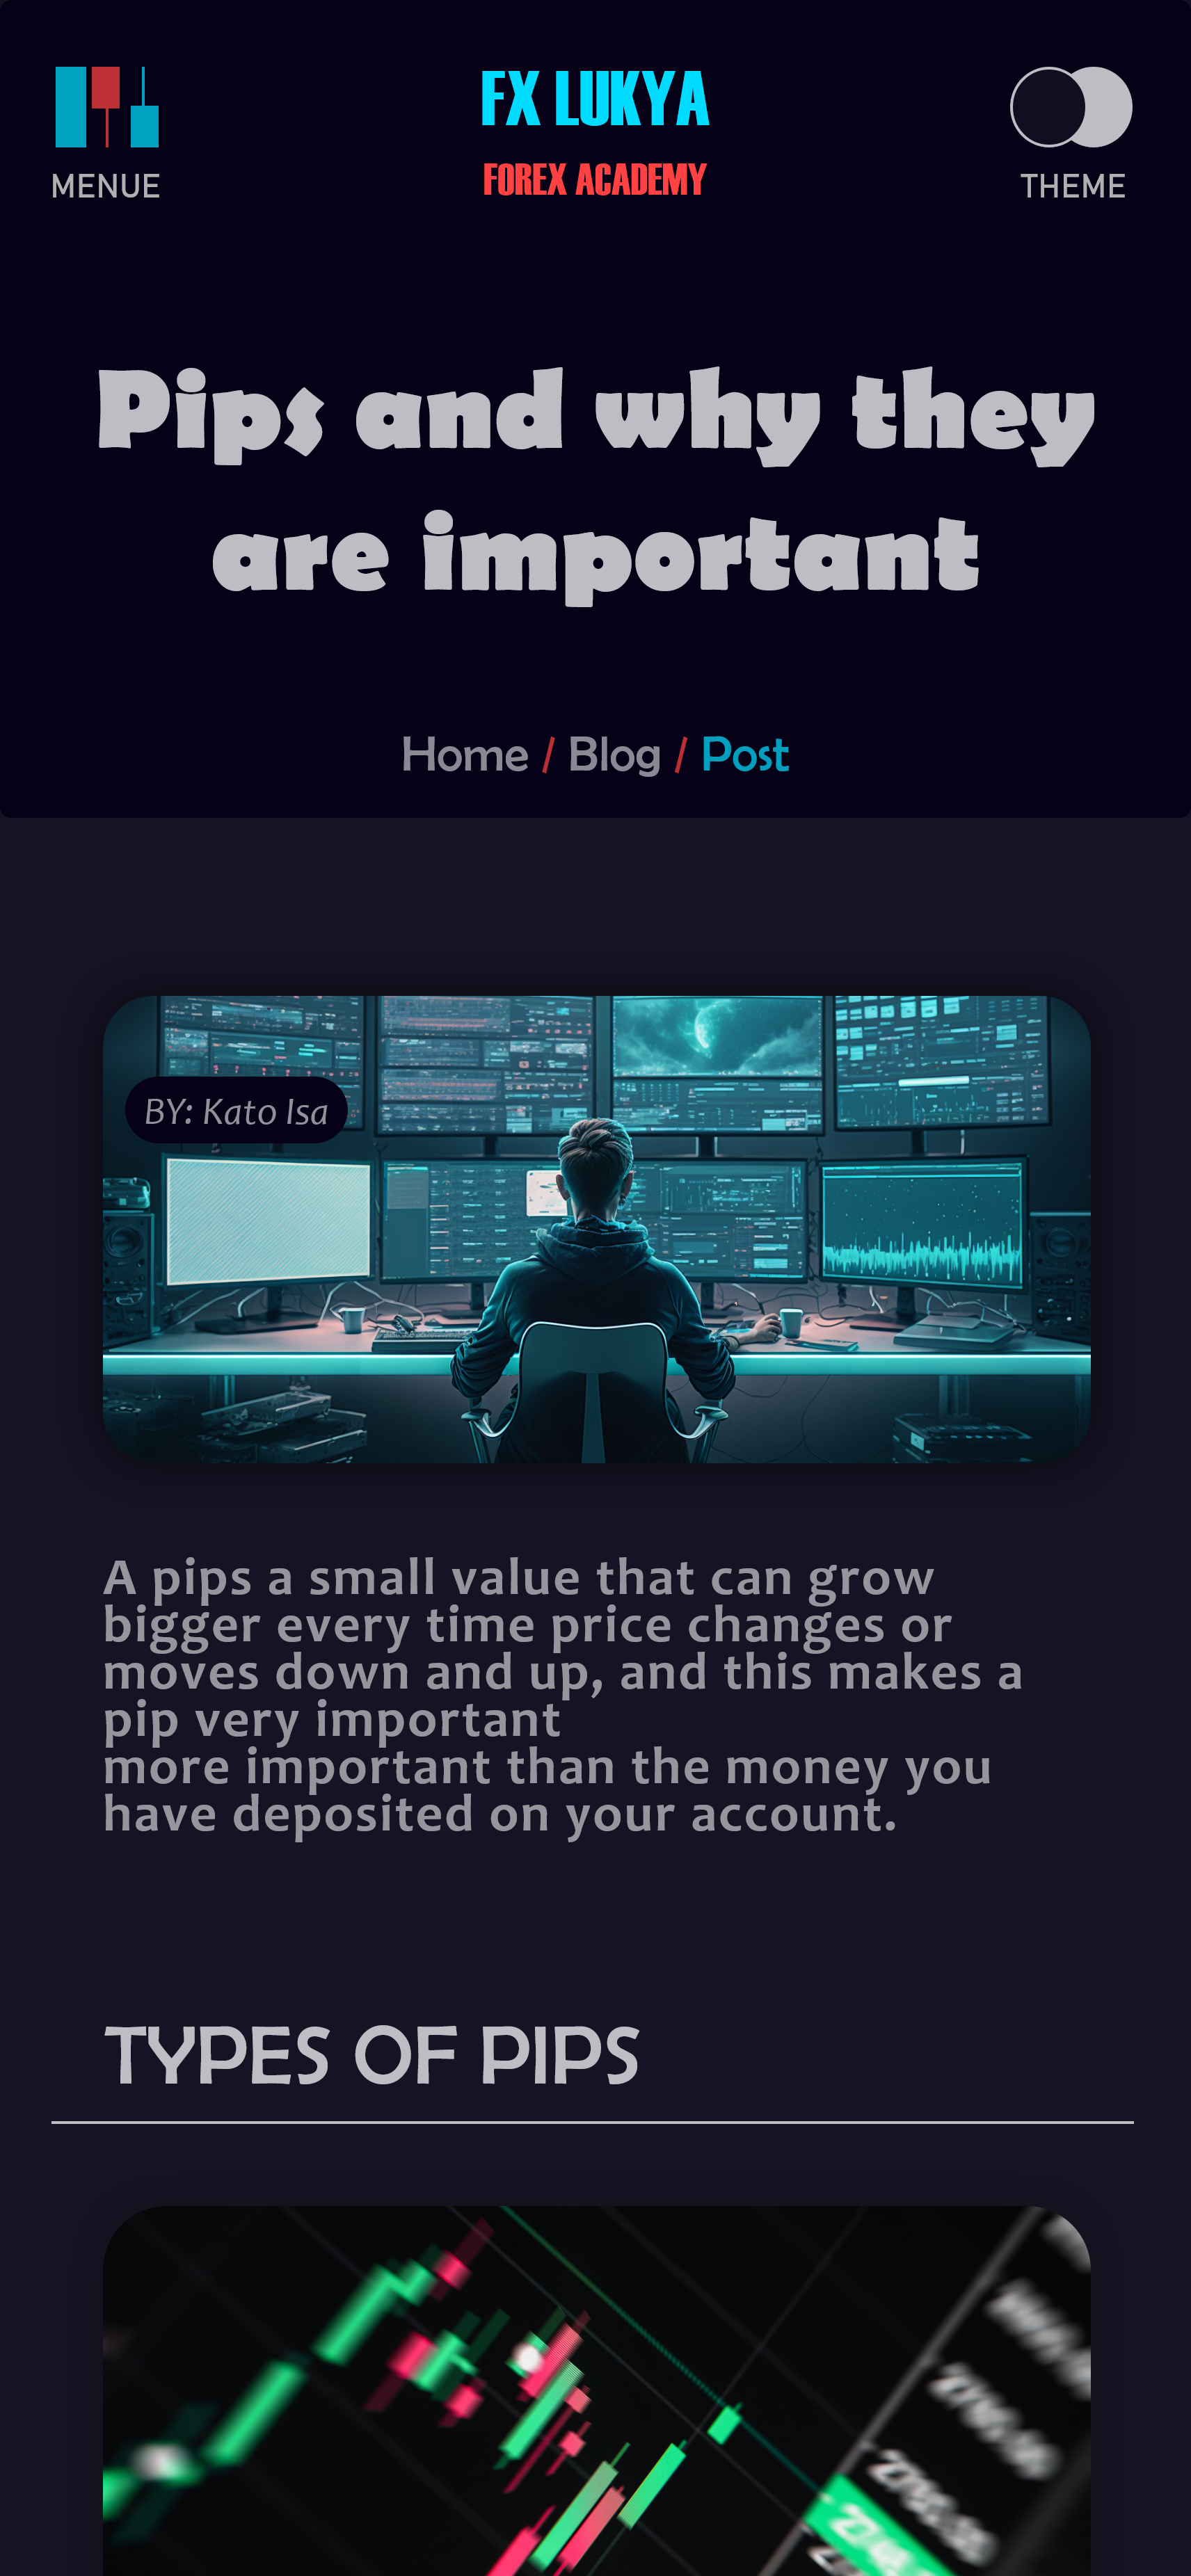 FX LUKYA
FOREX ACADEMY
MENUE
THEME
Pips and why they
are important
Home / Blog / Post
BY: Kato Isa
A pips a small value that can grow
bigger every time price changes or
moves down and up, and this makes a
pip very important
more important than the money you
have deposited on your account.
TYPES OF PIPS